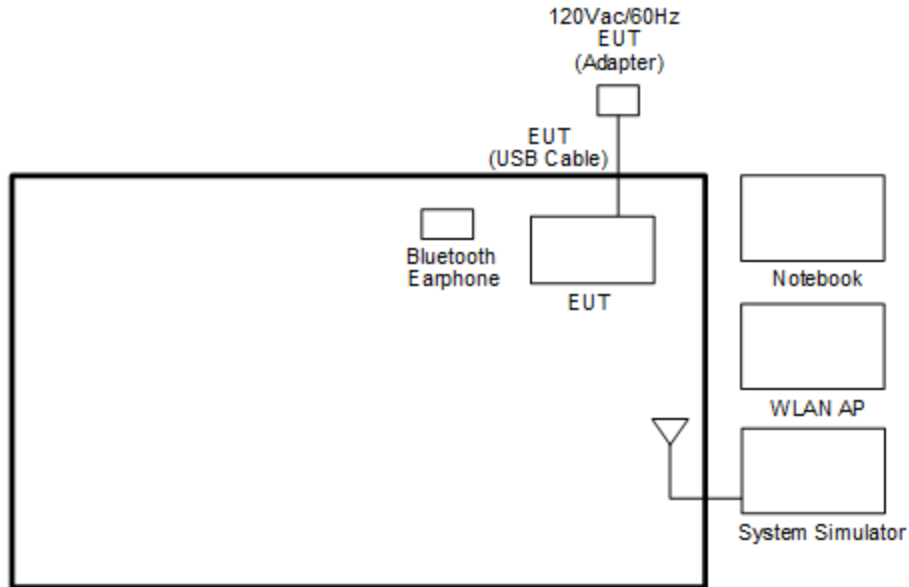 120Vac/60Hz
EUT
(Adapter)
EUT
(USB Cable)
Bluetooth
Earphone
EUT
Notebook
WLAN AP
System Simulator